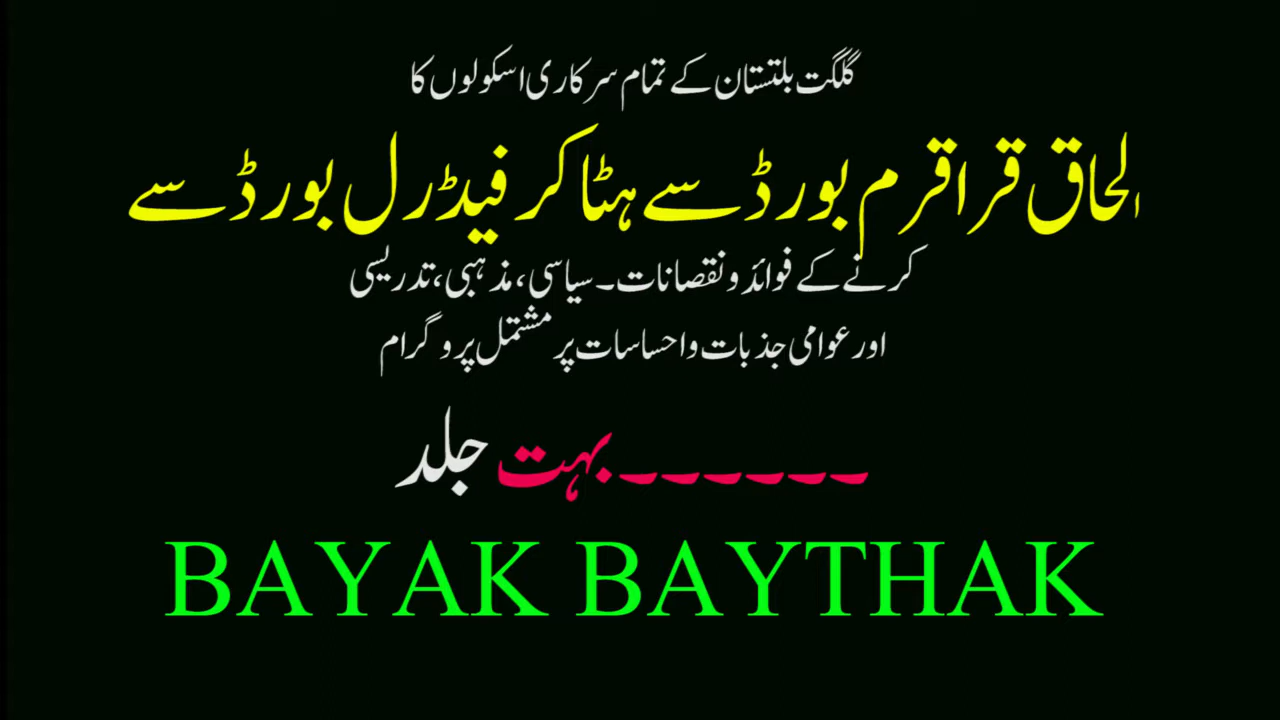 گلگت بلتستان کے تمام سرکاری اسکولوں کا
الحاق قراقرم بورڈ سے ہٹا کر فیڈرل بورڈ سے
کرنے کے فوائد و نقصانات۔ سیاسی، مذہبی، تدریسی
اور عوامی جذبات و احساسات پر مشتمل پروگرام
۔۔۔۔۔۔ بہت جلد
BAYAK BAYTHAK